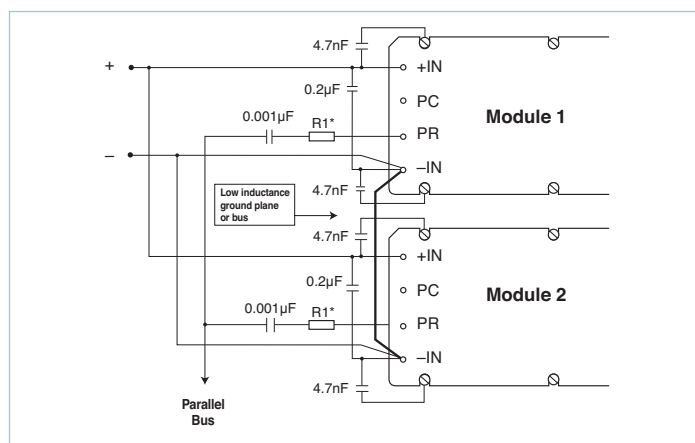 4.7nF
+
+IN
0.2µF
PC
Module 1
0.001µF
R1*
PR
–
–IN
Low inductance
ground plane
or bus
4.7nF
4.7nF
+IN
0.2µF
PC
Module 2
0.001µF
R1*
PR
–IN
4.7nF
Parallel
Bus